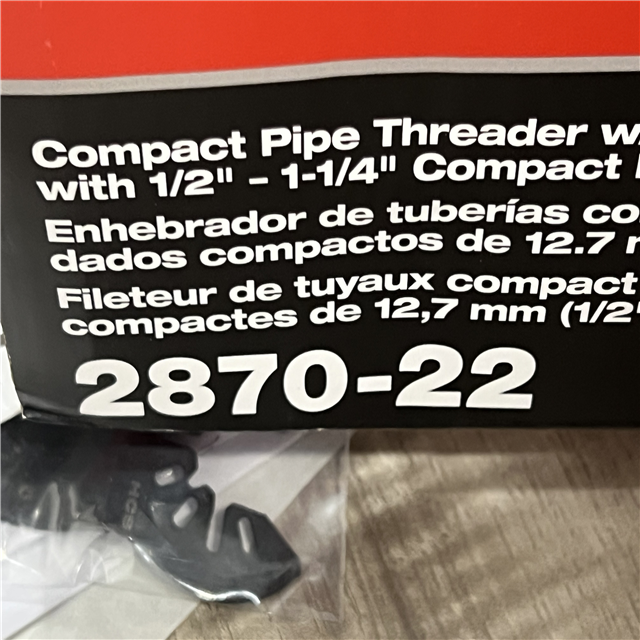 Compact Pipe Threader w/
with 1/2" - 1-1/4" Compact
Enhebrador de tuberías co
dados compactos de 12.7
Fileteur de tuyaux compact
compactes de 12,7 mm (1/2"
2870-22
HCS